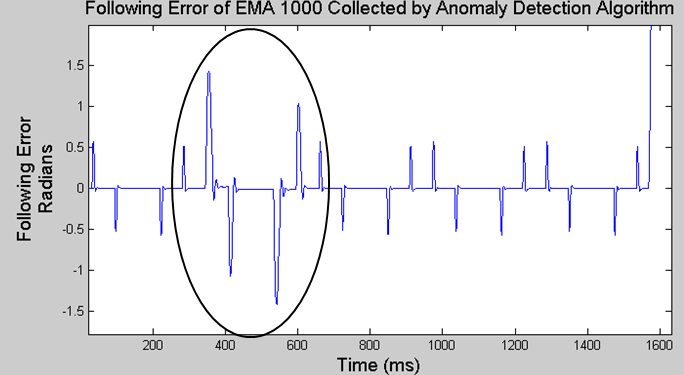 Following Error of EMA 1000 Collected by Anomaly Detection Algorithm
Following Error
Radians
1.5
1
0.5
0
-0.5
-1
-1.5
200 400 600 800 1000 1200 1400 1600
Time (ms)